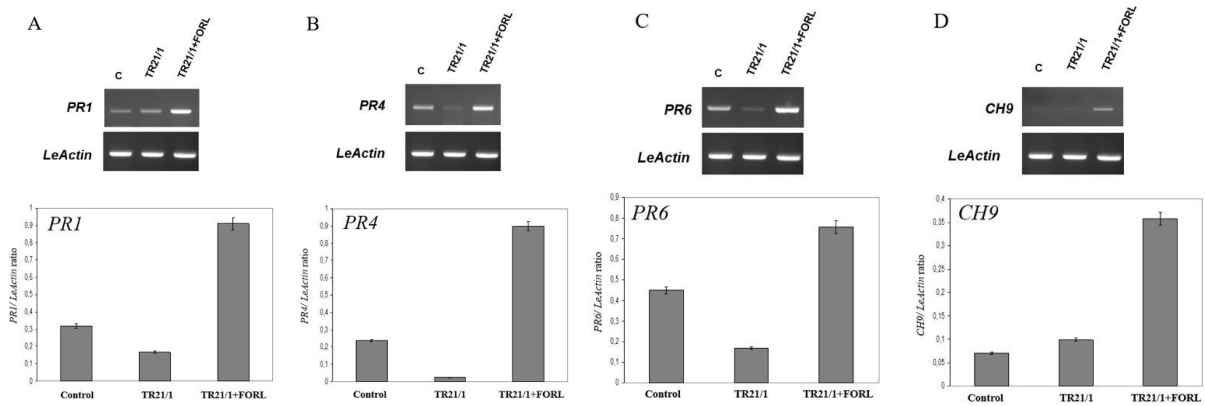 A
C
TR21/1
TR21/1+FORL
PR1
LeActin
PR1
PR1/ LeActin ratio
1
0,9
0,8
0,7
0,6
0,5
0,4
0,3
0,2
0,1
0
Control
TR21/1
TR21/1+FORL
B
C
TR21/1
TR21/1+FORL
PR4
LeActin
PR4
PR4/ LeActin ratio
1
0,9
0,8
0,7
0,6
0,5
0,4
0,3
0,2
0,1
0
Control
TR21/1
TR21/1+FORL
C
C
TR21/1
TR21/1+FORL
PR6
LeActin
PR6
PR6/ LeActin ratio
0,9
0,8
0,7
0,6
0,5
0,4
0,3
0,2
0,1
0
Control
TR21/1
TR21/1+FORL
D
C
TR21/1
TR21/1+FORL
CH9
LeActin
CH9
CH9/ LeActin ratio
0,4
0,35
0,3
0,25
0,2
0,15
0,1
0,05
0
Control
TR21/1
TR21/1+FORL